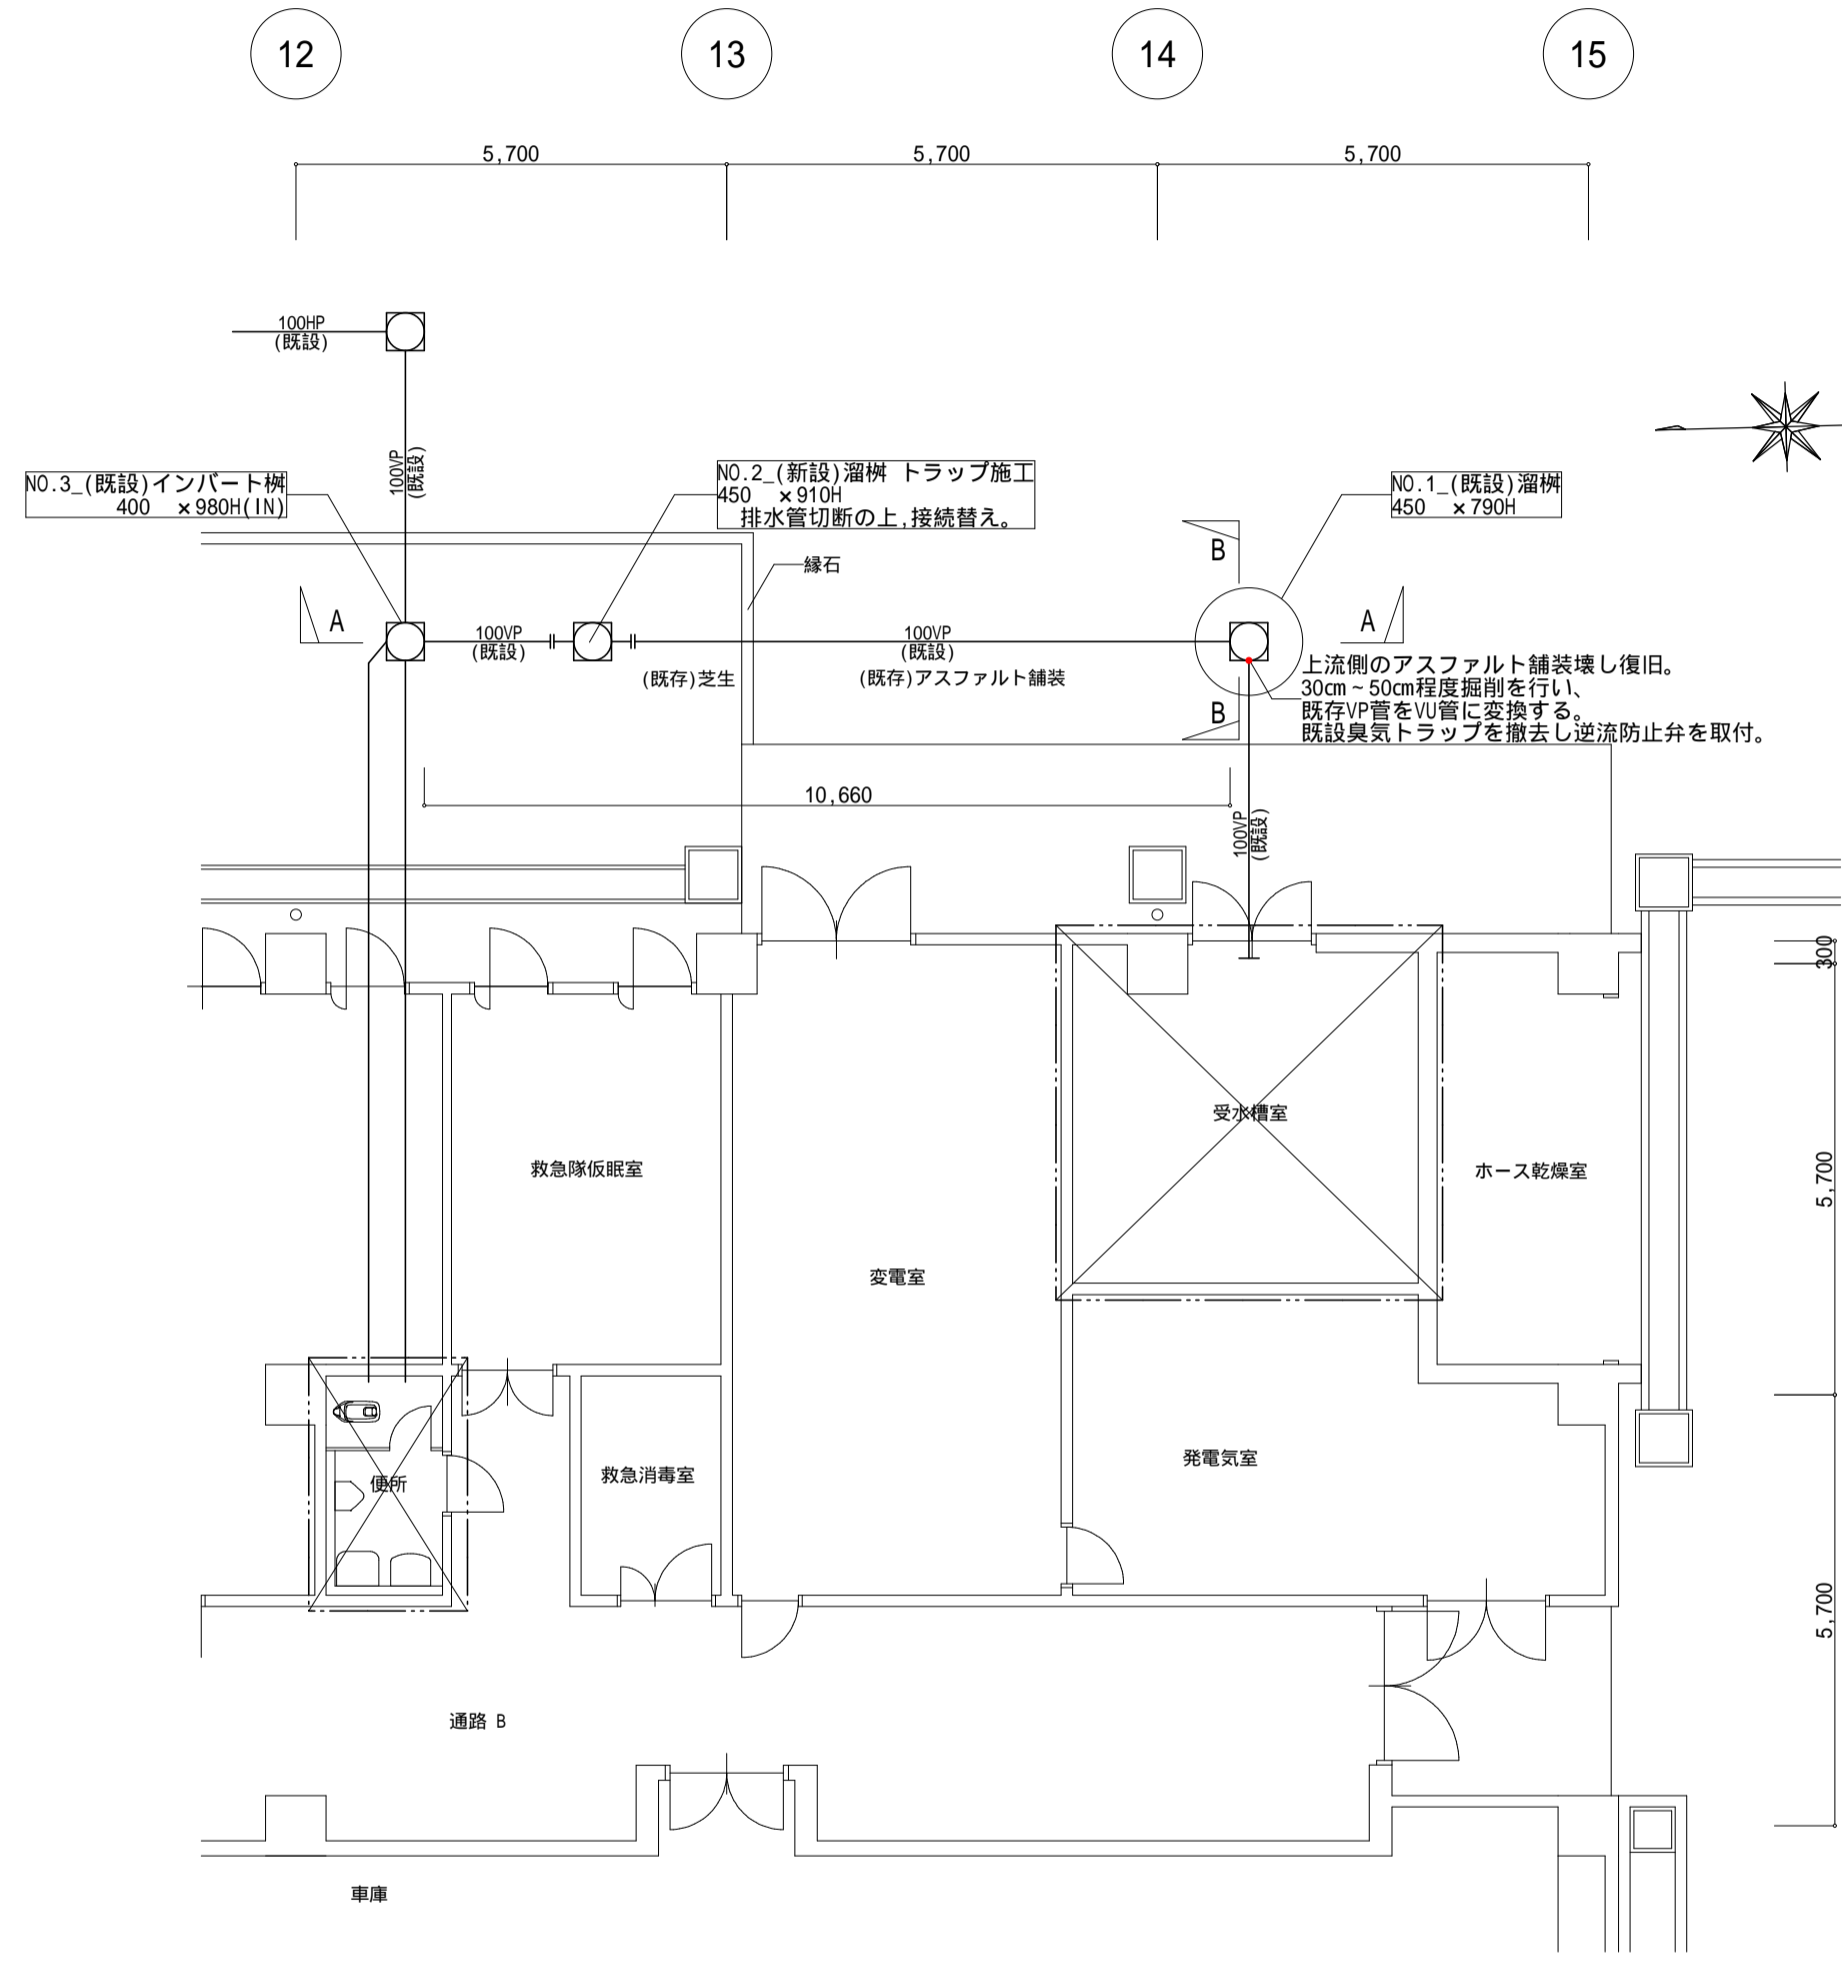 12
13
14
15
5,700
5,700
5,700
100HP
(既設)
100VP
(既設)
NO.3_(既設)インバート桝
400 ×980H(IN)
NO.2_(新設)溜桝 トラップ施工
450 ×910H
排水管切断の上,接続替え。
NO.1_(既設)溜桝
450 ×790H
縁石
A
B
A
B
100VP
(既設)
100VP
(既設)
(既存)芝生
(既存)アスファルト舗装
上流側のアスファルト舗装壊し復旧。
30㎝~50㎝程度掘削を行い、
既存VP菅をVU管に変換する。
既設臭気トラップを撤去し逆流防止弁を取付。
10,660
100VP
(既設)
300
受水槽室
救急隊仮眠室
ホース乾燥室
5,700
変電室
発電気室
救急消毒室
便所
5,700
通路 B
車庫